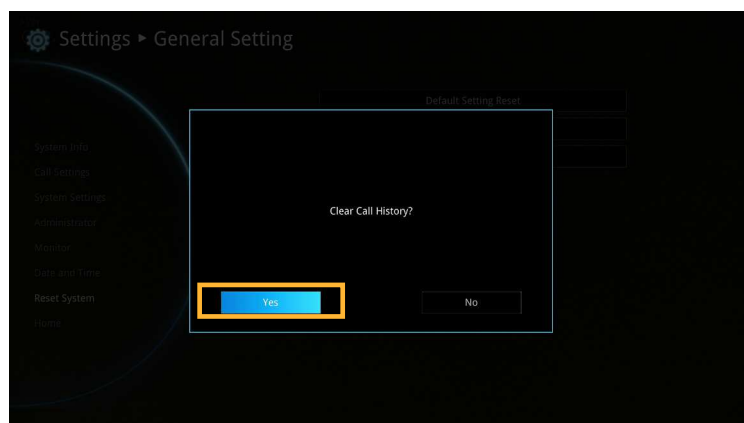 Settings ▸ General Setting
Default Setting Reset
System Info
Call Settings
System Settings
Administrator
Monitor
Date and Time
Reset System
Home
Clear Call History?
Yes
No